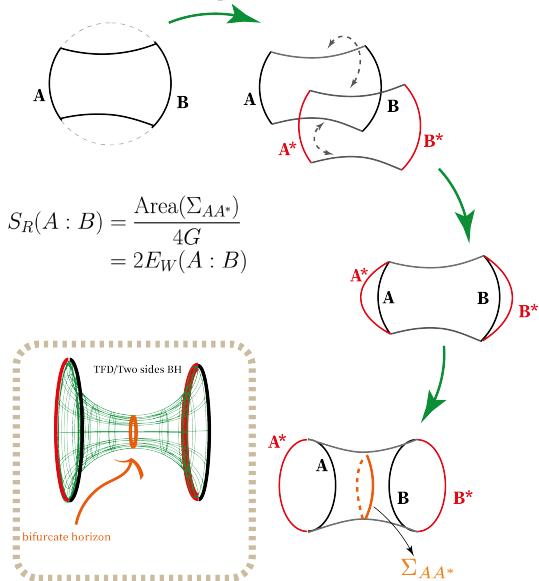 A
B
A
B
A*
B*
S_R(A : B) = Area(Σ_{AA*}) / 4G
= 2E_W(A : B)
A*
A
B
B*
TFD/Two sides BH
bifurcate horizon
A*
A
B
B*
Σ_{AA*}